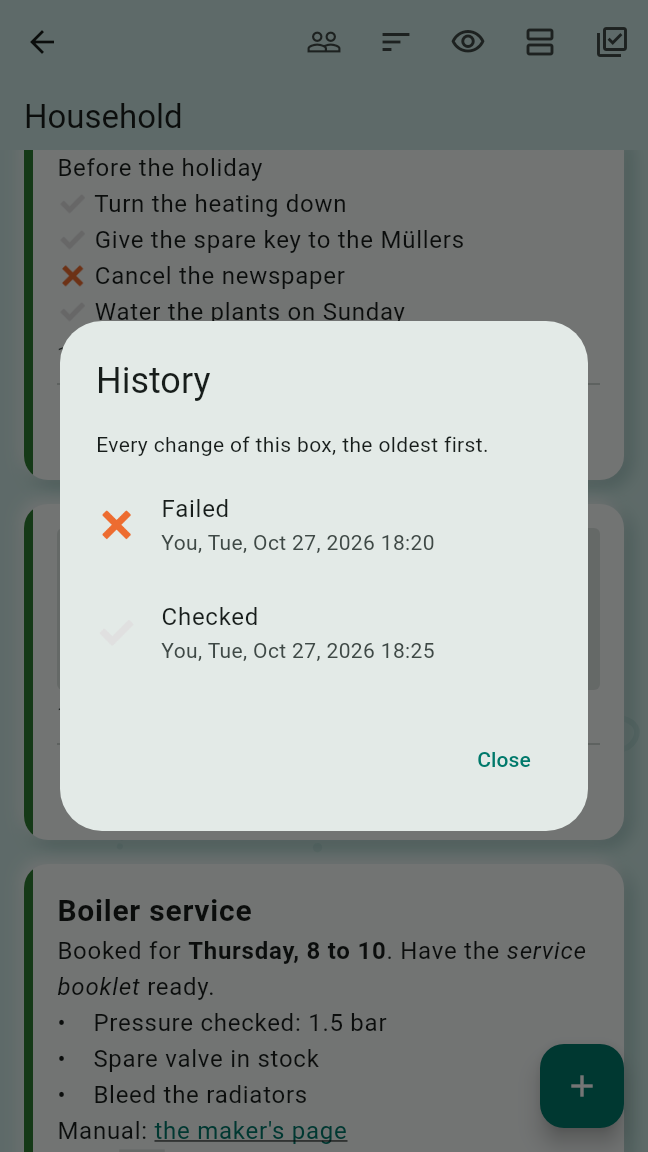 Household
Before the holiday
Turn the heating down
Give the spare key to the Müllers
Cancel the newspaper
Water the plants on Sunday
History
Every change of this box, the oldest first.
Failed
You, Tue, Oct 27, 2026 18:20
Checked
You, Tue, Oct 27, 2026 18:25
Close
Boiler service
Booked for Thursday, 8 to 10. Have the service
booklet ready.
• Pressure checked: 1.5 bar
• Spare valve in stock
• Bleed the radiators
Manual: the maker's page